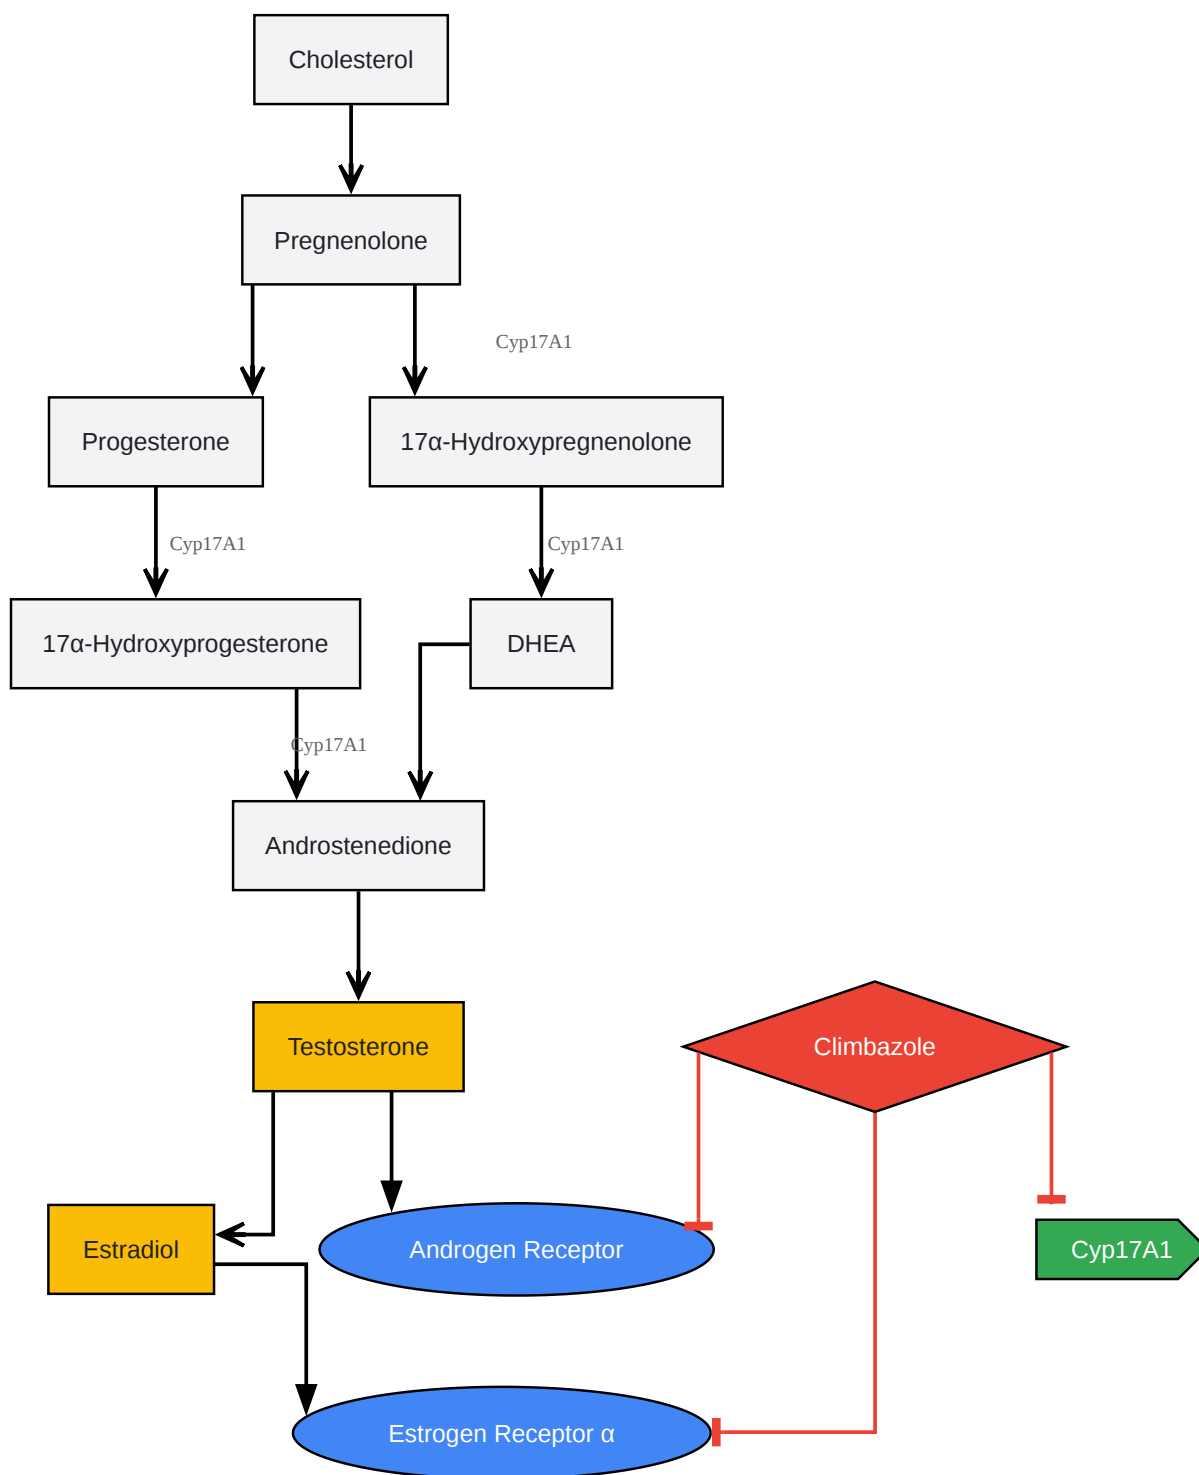 Cholesterol
Pregnenolone
Cyp17A1
Progesterone
17α-Hydroxypregnenolone
Cyp17A1
Cyp17A1
17α-Hydroxyprogesterone
DHEA
Cyp17A1
Androstenedione
Testosterone
Climbazole
Estradiol
Androgen Receptor
Cyp17A1
Estrogen Receptor α